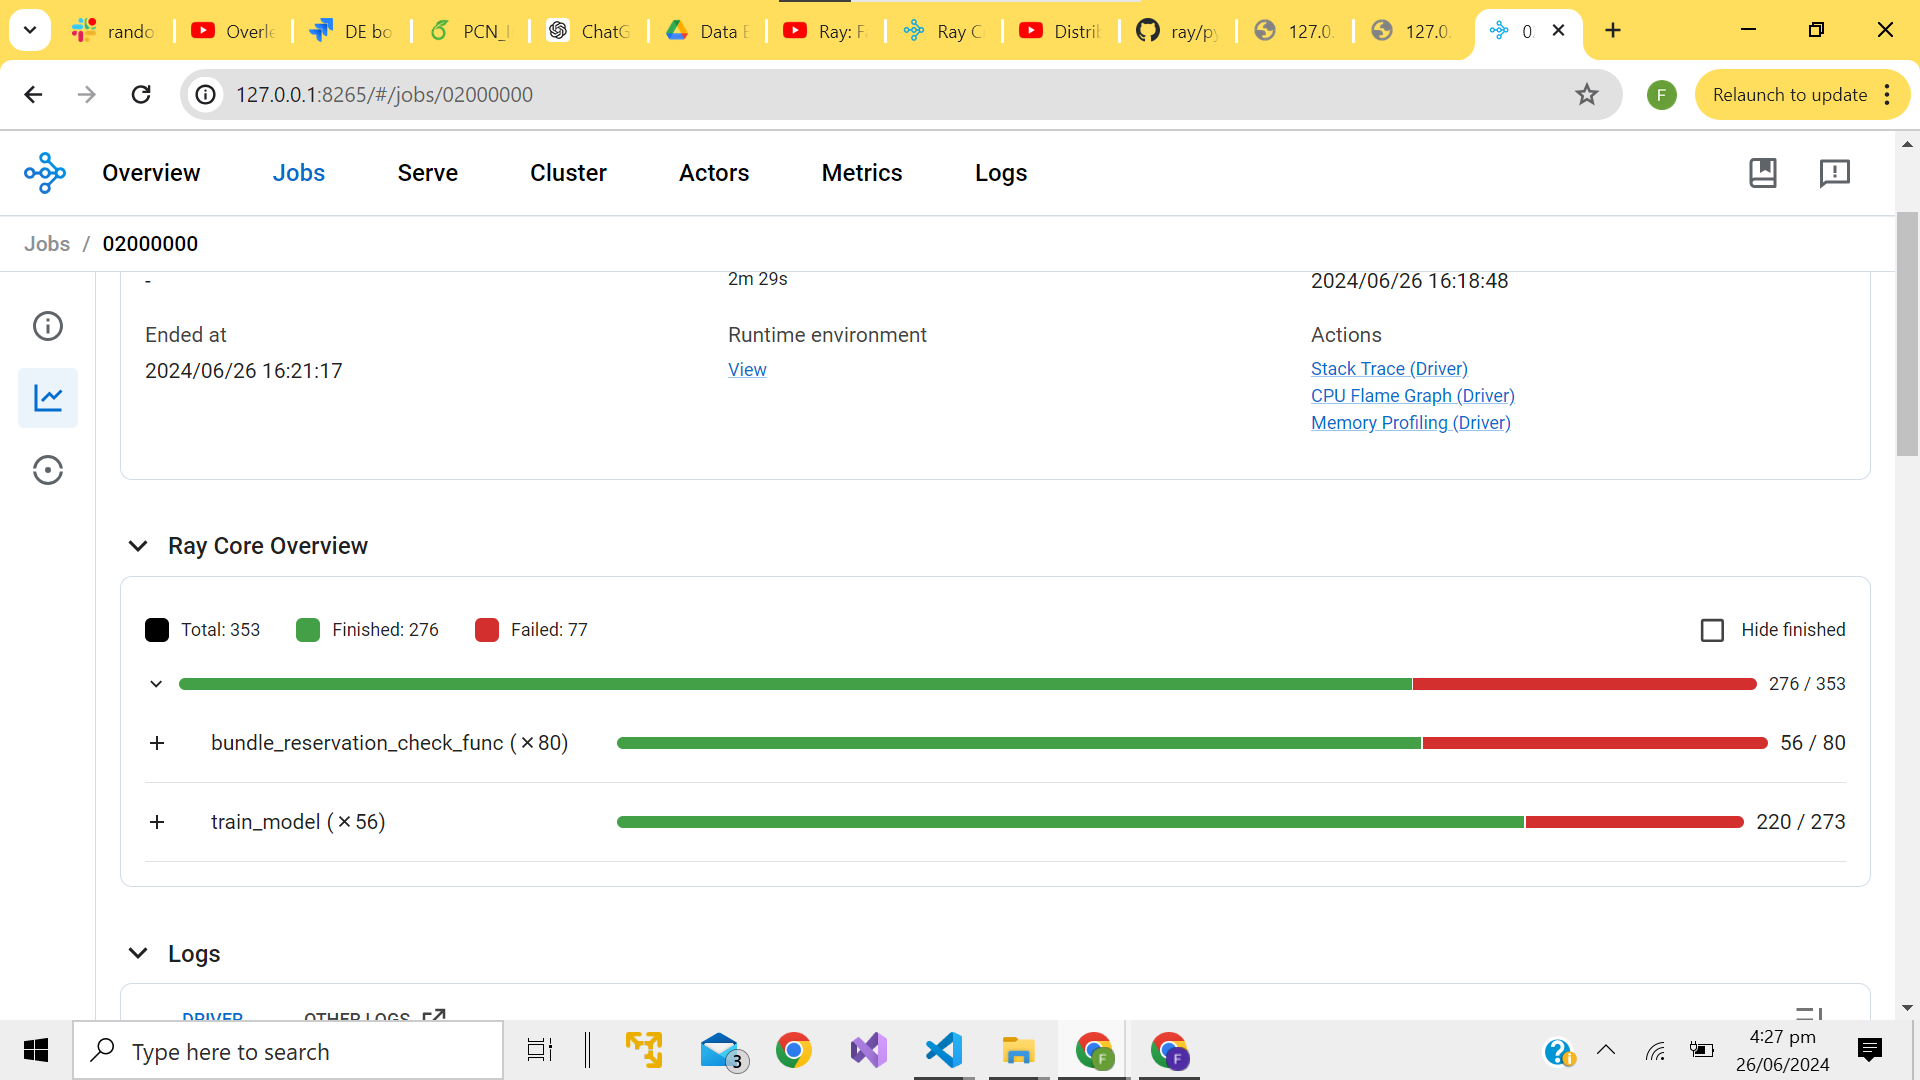 rando
Overle
DE bo
PCN_I
ChatG
Data E
Ray: F
Ray C
Distrib
ray/py
127.0.
127.0.
0
127.0.0.1:8265/#/jobs/02000000
F
Relaunch to update
Overview
Jobs
Serve
Cluster
Actors
Metrics
Logs
Jobs / 02000000
-
2m 29s
2024/06/26 16:18:48
Ended at
2024/06/26 16:21:17
Runtime environment
View
Actions
Stack Trace (Driver)
CPU Flame Graph (Driver)
Memory Profiling (Driver)
Ray Core Overview
Total: 353
Finished: 276
Failed: 77
Hide finished
276 / 353
bundle_reservation_check_func (×80)
56 / 80
train_model (×56)
220 / 273
Logs
DRIVER
OTHER LOGS
Type here to search
3
F
F
4:27 pm
26/06/2024